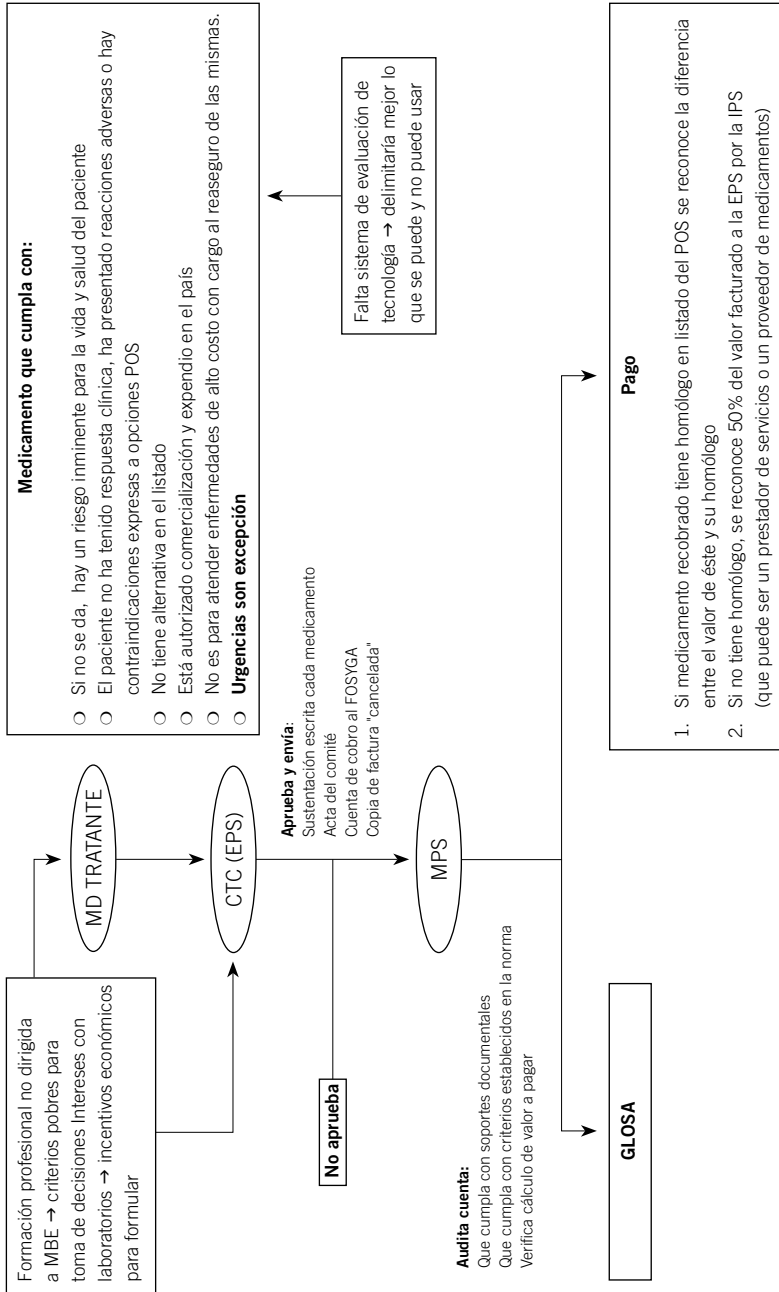 Formación profesional no dirigida
a MBE → criterios pobres para
toma de decisiones Intereses con
laboratorios → incentivos económicos
para formular
MD TRATANTE
CTC (EPS)
Medicamento que cumpla con:
❍ Si no se da, hay un riesgo inminente para la vida y salud del paciente
❍ El paciente no ha tenido respuesta clínica, ha presentado reacciones adversas o hay
contraindicaciones expresas a opciones POS
❍ No tiene alternativa en el listado
❍ Está autorizado comercialización y expendio en el país
❍ No es para atender enfermedades de alto costo con cargo al reaseguro de las mismas.
❍ Urgencias son excepción
Falta sistema de evaluación de
tecnología → delimitaría mejor lo
que se puede y no puede usar
No aprueba
Aprueba y envía:
Sustentación escrita cada medicamento
Acta del comité
Cuenta de cobro al FOSYGA
Copia de factura "cancelada"
MPS
Audita cuenta:
Que cumpla con soportes documentales
Que cumpla con criterios establecidos en la norma
Verifica cálculo de valor a pagar
GLOSA
Pago
1. Si medicamento recobrado tiene homólogo en listado del POS se reconoce la diferencia
entre el valor de éste y su homólogo
2. Si no tiene homólogo, se reconoce 50% del valor facturado a la EPS por la IPS
(que puede ser un prestador de servicios o un proveedor de medicamentos)